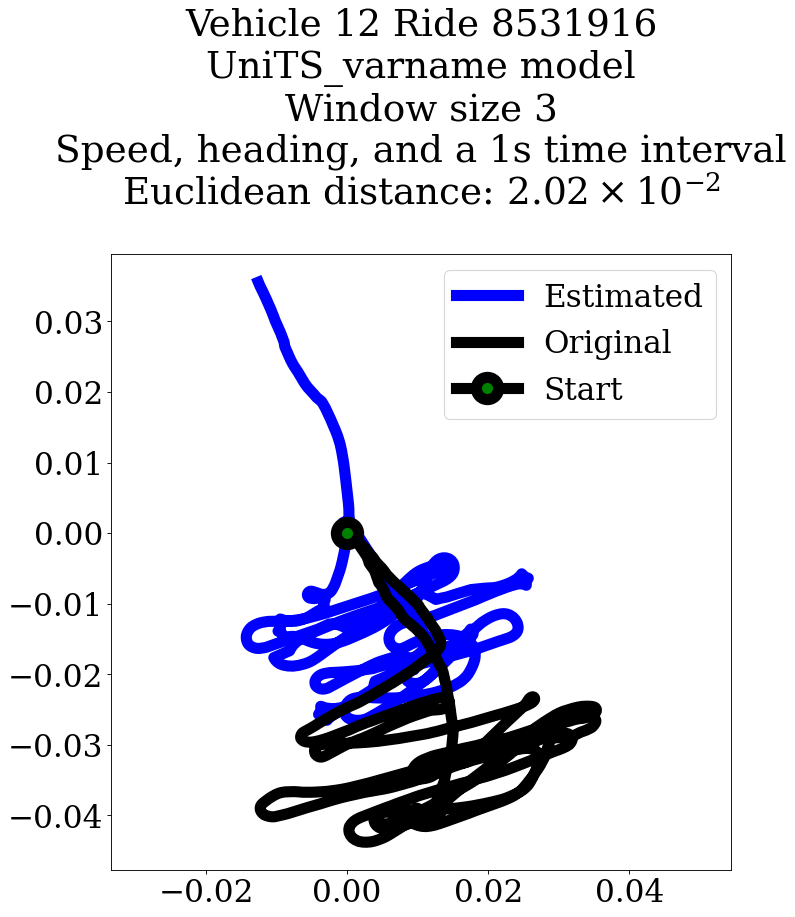 Vehicle 12 Ride 8531916
UniTS_varname model
Window size 3
Speed, heading, and a 1s time interval
Euclidean distance: 2.02 × 10⁻²
Estimated
Original
Start
0.03
0.02
0.01
0.00
−0.01
−0.02
−0.03
−0.04
−0.02 0.00 0.02 0.04